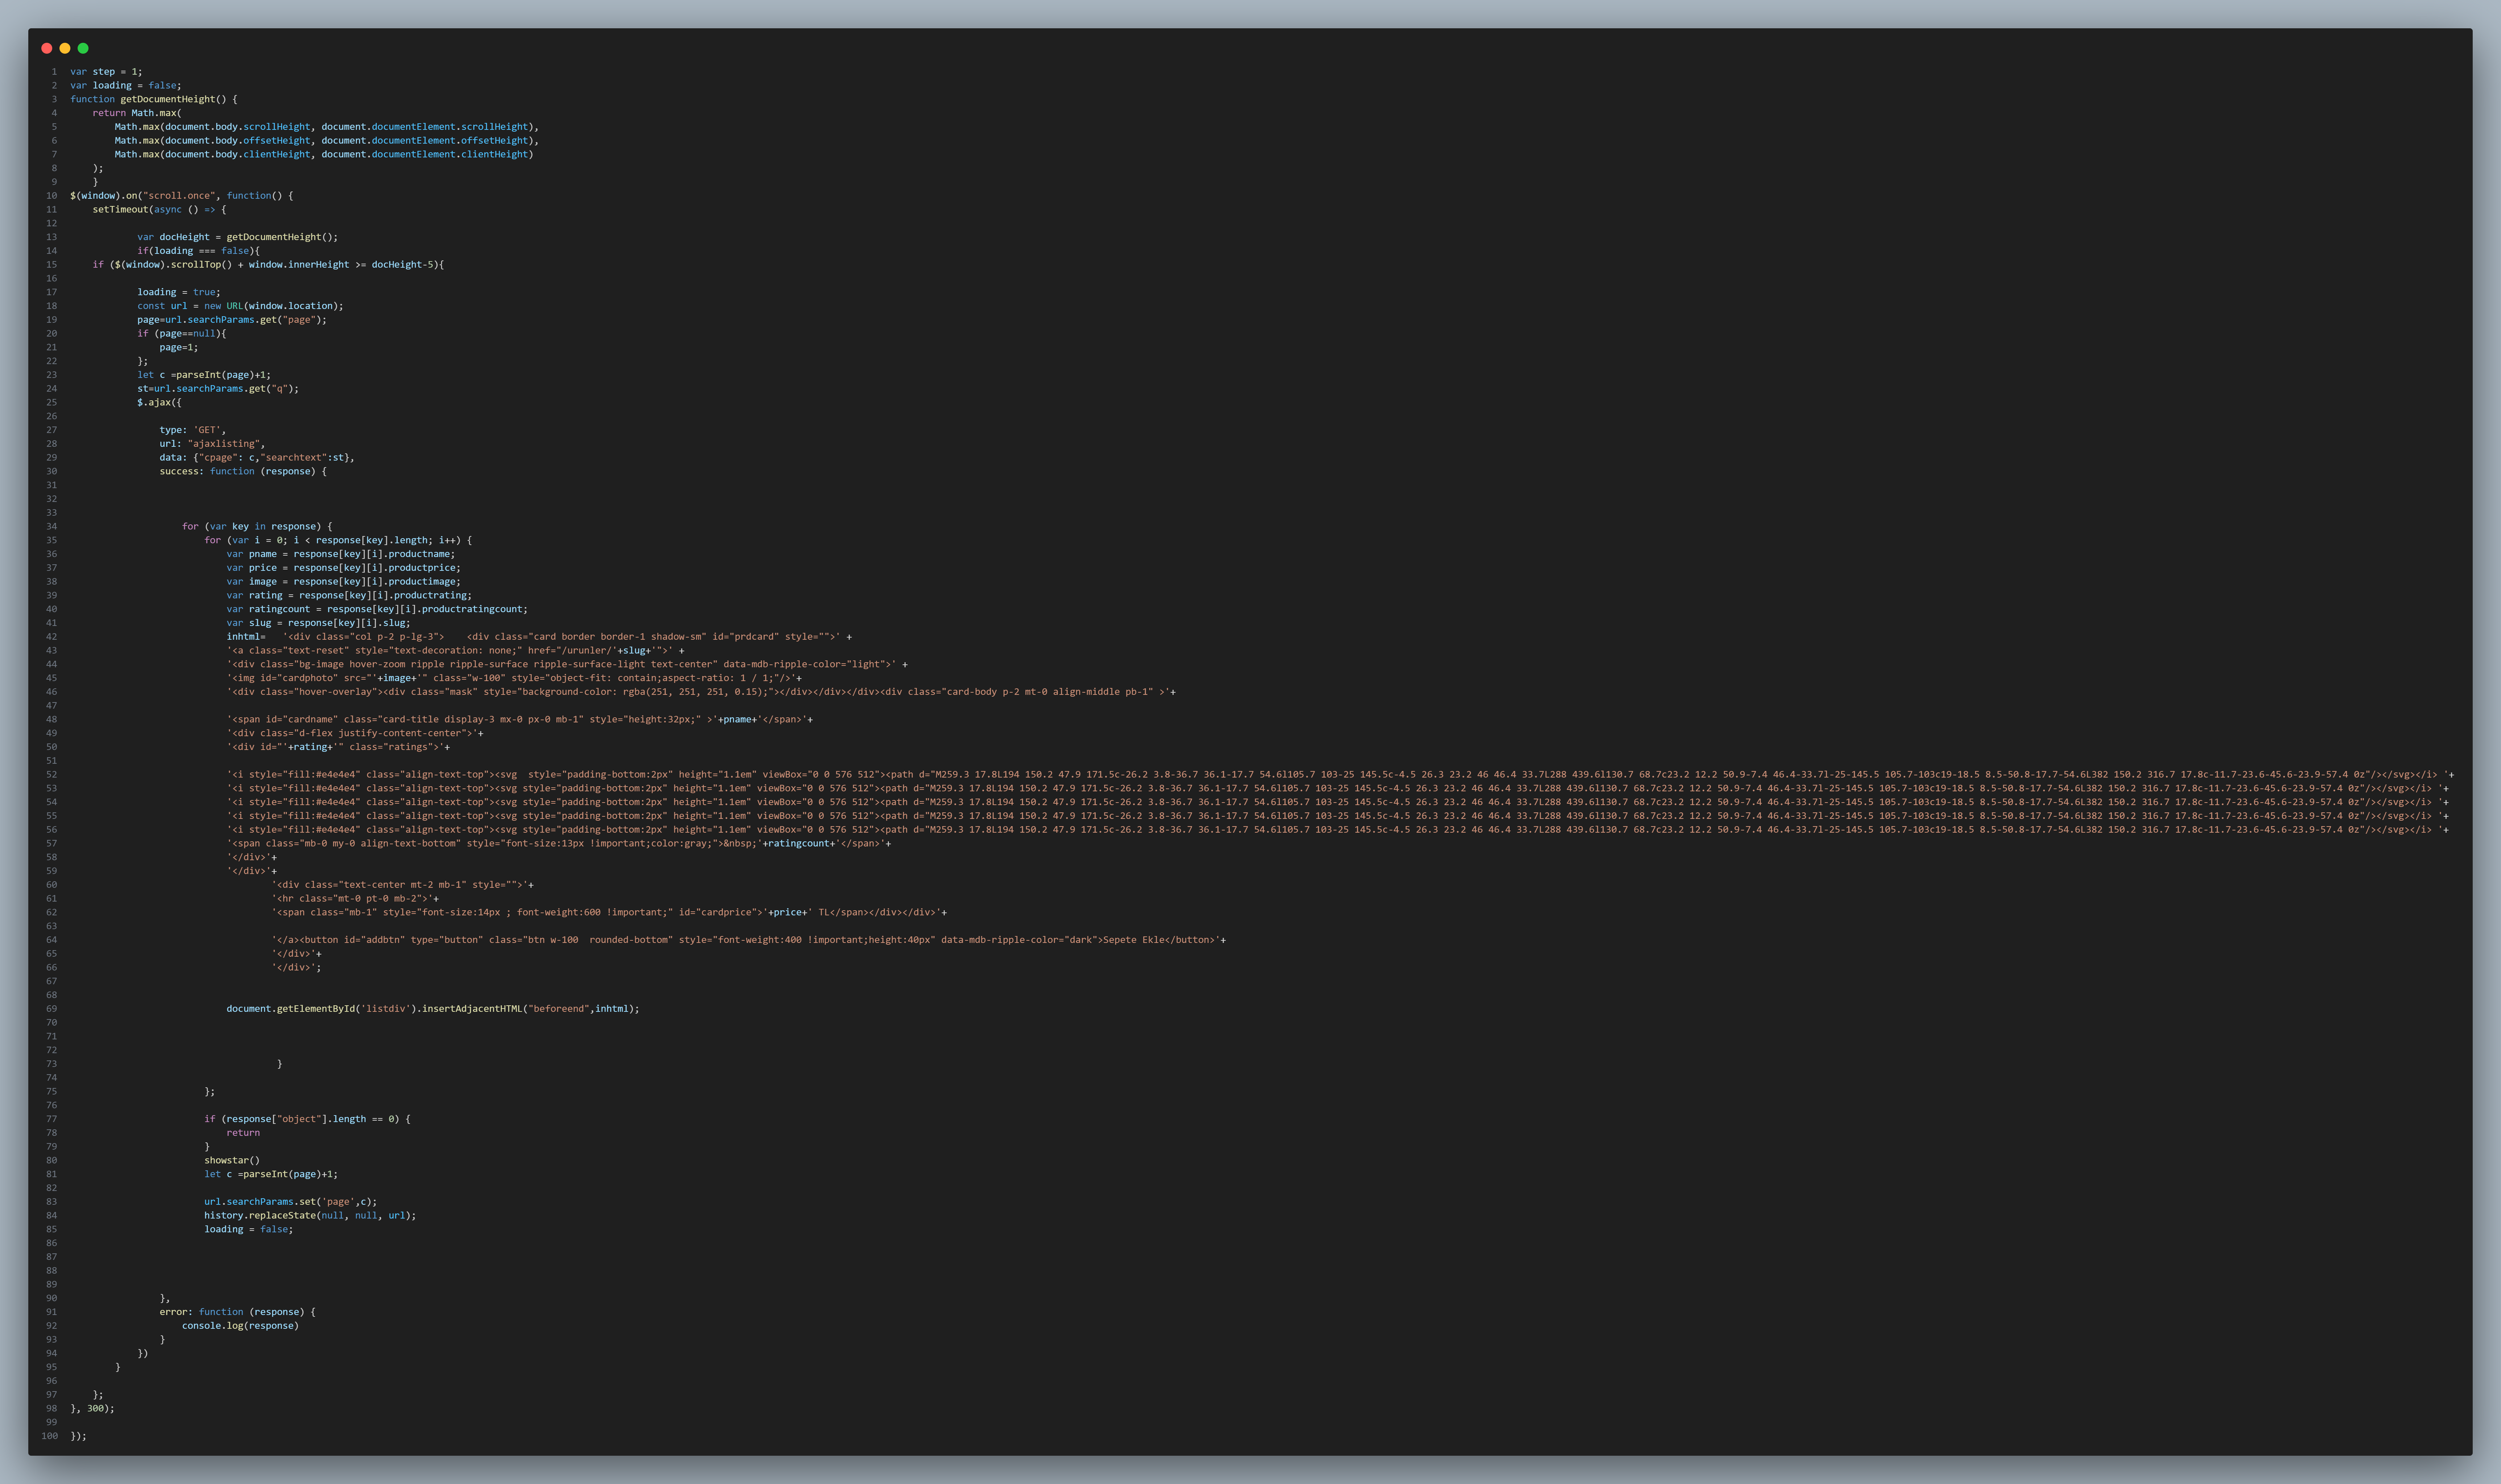 1 var step = 1;
2 var loading = false;
3 function getDocumentHeight() {
4     return Math.max(
5         Math.max(document.body.scrollHeight, document.documentElement.scrollHeight),
6         Math.max(document.body.offsetHeight, document.documentElement.offsetHeight),
7         Math.max(document.body.clientHeight, document.documentElement.clientHeight)
8     );
9     }
10 $(window).on("scroll.once", function() {
11     setTimeout(async () => {
12
13             var docHeight = getDocumentHeight();
14             if(loading === false){
15     if ($(window).scrollTop() + window.innerHeight >= docHeight-5){
16
17             loading = true;
18             const url = new URL(window.location);
19             page=url.searchParams.get("page");
20             if (page==null){
21                 page=1;
22             };
23             let c =parseInt(page)+1;
24             st=url.searchParams.get("q");
25             $.ajax({
26
27                 type: 'GET',
28                 url: "ajaxlisting",
29                 data: {"cpage": c,"searchtext":st},
30                 success: function (response) {
31
32
33
34                     for (var key in response) {
35                         for (var i = 0; i < response[key].length; i++) {
36                             var pname = response[key][i].productname;
37                             var price = response[key][i].productprice;
38                             var image = response[key][i].productimage;
39                             var rating = response[key][i].productrating;
40                             var ratingcount = response[key][i].productratingcount;
41                             var slug = response[key][i].slug;
42                             inhtml=   '<div class="col p-2 p-lg-3">    <div class="card border border-1 shadow-sm" id="prdcard" style="">' +
43                             '<a class="text-reset" style="text-decoration: none;" href="/urunler/'+slug+'">' +
44                             '<div class="bg-image hover-zoom ripple ripple-surface ripple-surface-light text-center" data-mdb-ripple-color="light">' +
45                             '<img id="cardphoto" src="'+image+'" class="w-100" style="object-fit: contain;aspect-ratio: 1 / 1;"/>'+
46                             '<div class="hover-overlay"><div class="mask" style="background-color: rgba(251, 251, 251, 0.15);"></div></div></div><div class="card-body p-2 mt-0 align-middle pb-1" >'+
47
48                             '<span id="cardname" class="card-title display-3 mx-0 px-0 mb-1" style="height:32px;" >'+pname+'</span>'+
49                             '<div class="d-flex justify-content-center">'+
50                             '<div id="'+rating+'" class="ratings">'+
51
52                             '<i style="fill:#e4e4e4" class="align-text-top"><svg  style="padding-bottom:2px" height="1.1em" viewBox="0 0 576 512"><path d="M259.3 17.8L194 150.2 47.9 171.5c-26.2 3.8-36.7 36.1-17.7 54.6l105.7 103-25 145.5c-4.5 26.3 23.2 46 46.4 33.7L288 439.6l130.7 68.7c23.2 12.2 50.9-7.4 46.4-33.7l-25-145.5 105.7-103c19-18.5 8.5-50.8-17.7-54.6L382 150.2 316.7 17.8c-11.7-23.6-45.6-23.9-57.4 0z"/></svg></i> '+
53                             '<i style="fill:#e4e4e4" class="align-text-top"><svg style="padding-bottom:2px" height="1.1em" viewBox="0 0 576 512"><path d="M259.3 17.8L194 150.2 47.9 171.5c-26.2 3.8-36.7 36.1-17.7 54.6l105.7 103-25 145.5c-4.5 26.3 23.2 46 46.4 33.7L288 439.6l130.7 68.7c23.2 12.2 50.9-7.4 46.4-33.7l-25-145.5 105.7-103c19-18.5 8.5-50.8-17.7-54.6L382 150.2 316.7 17.8c-11.7-23.6-45.6-23.9-57.4 0z"/></svg></i> '+
54                             '<i style="fill:#e4e4e4" class="align-text-top"><svg style="padding-bottom:2px" height="1.1em" viewBox="0 0 576 512"><path d="M259.3 17.8L194 150.2 47.9 171.5c-26.2 3.8-36.7 36.1-17.7 54.6l105.7 103-25 145.5c-4.5 26.3 23.2 46 46.4 33.7L288 439.6l130.7 68.7c23.2 12.2 50.9-7.4 46.4-33.7l-25-145.5 105.7-103c19-18.5 8.5-50.8-17.7-54.6L382 150.2 316.7 17.8c-11.7-23.6-45.6-23.9-57.4 0z"/></svg></i> '+
55                             '<i style="fill:#e4e4e4" class="align-text-top"><svg style="padding-bottom:2px" height="1.1em" viewBox="0 0 576 512"><path d="M259.3 17.8L194 150.2 47.9 171.5c-26.2 3.8-36.7 36.1-17.7 54.6l105.7 103-25 145.5c-4.5 26.3 23.2 46 46.4 33.7L288 439.6l130.7 68.7c23.2 12.2 50.9-7.4 46.4-33.7l-25-145.5 105.7-103c19-18.5 8.5-50.8-17.7-54.6L382 150.2 316.7 17.8c-11.7-23.6-45.6-23.9-57.4 0z"/></svg></i> '+
56                             '<i style="fill:#e4e4e4" class="align-text-top"><svg style="padding-bottom:2px" height="1.1em" viewBox="0 0 576 512"><path d="M259.3 17.8L194 150.2 47.9 171.5c-26.2 3.8-36.7 36.1-17.7 54.6l105.7 103-25 145.5c-4.5 26.3 23.2 46 46.4 33.7L288 439.6l130.7 68.7c23.2 12.2 50.9-7.4 46.4-33.7l-25-145.5 105.7-103c19-18.5 8.5-50.8-17.7-54.6L382 150.2 316.7 17.8c-11.7-23.6-45.6-23.9-57.4 0z"/></svg></i> '+
57                             '<span class="mb-0 my-0 align-text-bottom" style="font-size:13px !important;color:gray;">&nbsp;'+ratingcount+'</span>'+
58                             '</div>'+
59                             '</div>'+
60                                     '<div class="text-center mt-2 mb-1" style="">'+
61                                     '<hr class="mt-0 pt-0 mb-2">'+
62                                     '<span class="mb-1" style="font-size:14px ; font-weight:600 !important;" id="cardprice">'+price+' TL</span></div></div>'+
63
64                                     '</a><button id="addbtn" type="button" class="btn w-100  rounded-bottom" style="font-weight:400 !important;height:40px" data-mdb-ripple-color="dark">Sepete Ekle</button>'+
65                                     '</div>'+
66                                     '</div>';
67
68
69                             document.getElementById('listdiv').insertAdjacentHTML("beforeend",inhtml);
70
71
72
73                                     }
74
75                         };
76
77                         if (response["object"].length == 0) {
78                             return
79                         }
80                         showstar()
81                         let c =parseInt(page)+1;
82
83                         url.searchParams.set('page',c);
84                         history.replaceState(null, null, url);
85                         loading = false;
86
87
88
89
90                 },
91                 error: function (response) {
92                     console.log(response)
93                 }
94             })
95         }
96
97     };
98 }, 300);
99
100 });